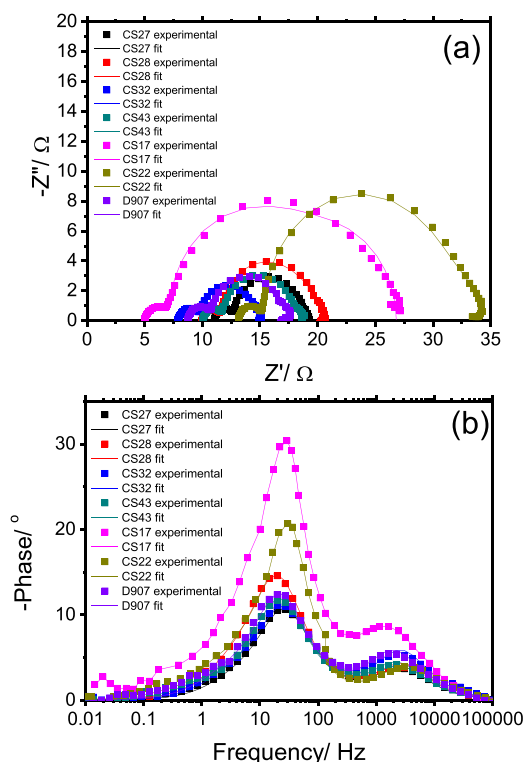 20
18
16
14
12
10
8
6
4
2
0
-Z"/ Ω
CS27 experimental
CS27 fit
CS28 experimental
CS28 fit
CS32 experimental
CS32 fit
CS43 experimental
CS43 fit
CS17 experimental
CS17 fit
CS22 experimental
CS22 fit
D907 experimental
D907 fit
(a)
0 5 10 15 20 25 30 35
Z'/ Ω
30
20
10
0
-Phase/ °
CS27 experimental
CS27 fit
CS28 experimental
CS28 fit
CS32 experimental
CS32 fit
CS43 experimental
CS43 fit
CS17 experimental
CS17 fit
CS22 experimental
CS22 fit
D907 experimental
D907 fit
(b)
0.01 0.1 1 10 100 1000 10000 100000
Frequency/ Hz